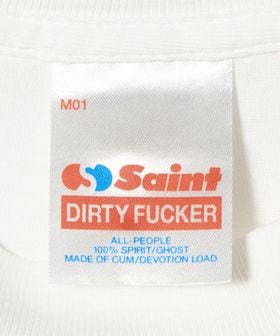 M01
Saint
DIRTY FUCKER
ALL-PEOPLE
100% SPIRIT/GHOST
MADE OF CUM/DEVOTION LOAD